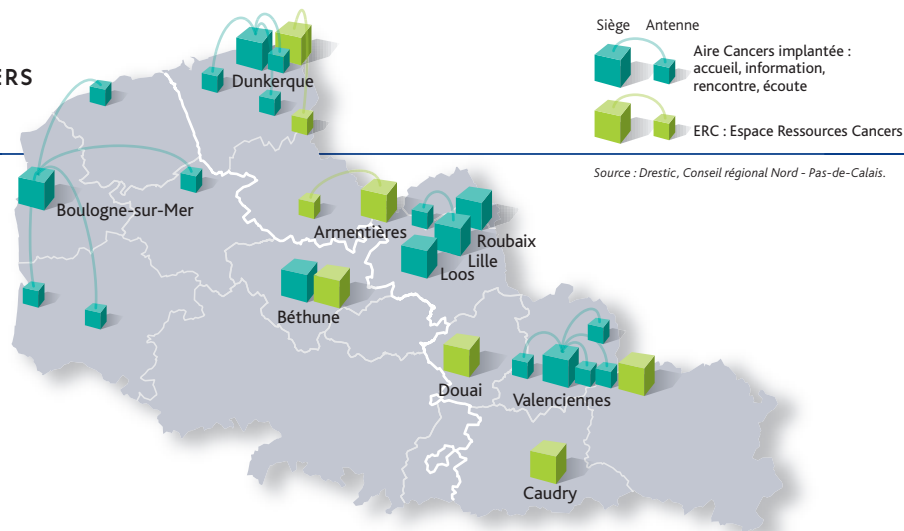 ERS
Siège Antenne
Aire Cancers implantée :
accueil, information,
rencontre, écoute
ERC : Espace Ressources Cancers
Source : Drestic, Conseil régional Nord - Pas-de-Calais.
Dunkerque
Boulogne-sur-Mer
Armentières
Roubaix
Lille
Loos
Béthune
Douai
Valenciennes
Caudry